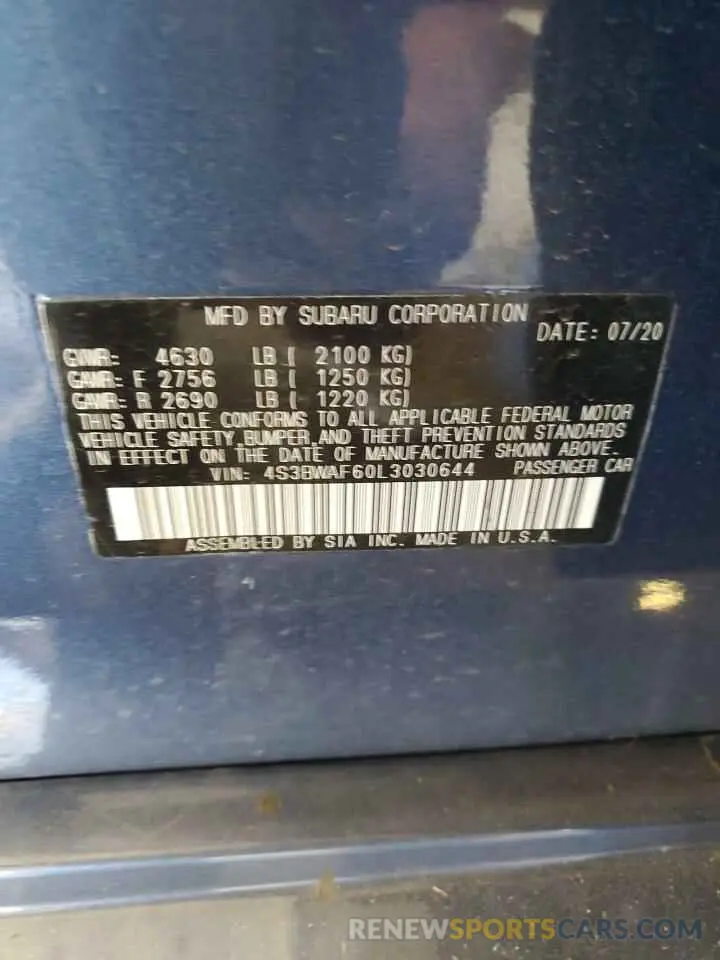 MFD BY SUBARU CORPORATION DATE: 07/20
GVWR: 4630 LB ( 2100 KG)
GAWR: F 2756 LB ( 1250 KG)
GAWR: R 2690 LB ( 1220 KG)
THIS VEHICLE CONFORMS TO ALL APPLICABLE FEDERAL MOTOR
VEHICLE SAFETY, BUMPER, AND THEFT PREVENTION STANDARDS
IN EFFECT ON THE DATE OF MANUFACTURE SHOWN ABOVE.
VIN: 4S3BWAF60L3030644 PASSENGER CAR
ASSEMBLED BY SIA INC. MADE IN U.S.A.
RENEWSPORTSCARS.COM